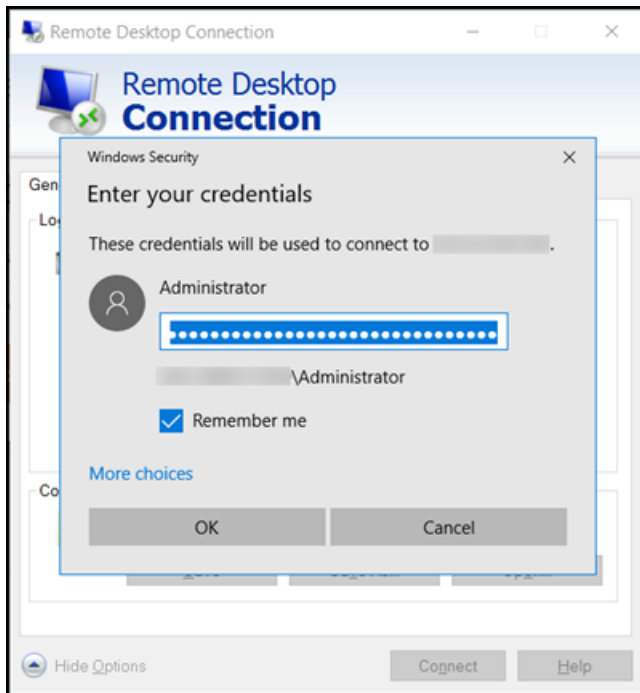 Remote Desktop Connection
Remote Desktop
Connection
Windows Security
Enter your credentials
These credentials will be used to connect to .
Administrator
\Administrator
Remember me
More choices
OK Cancel
Hide Options Connect Help